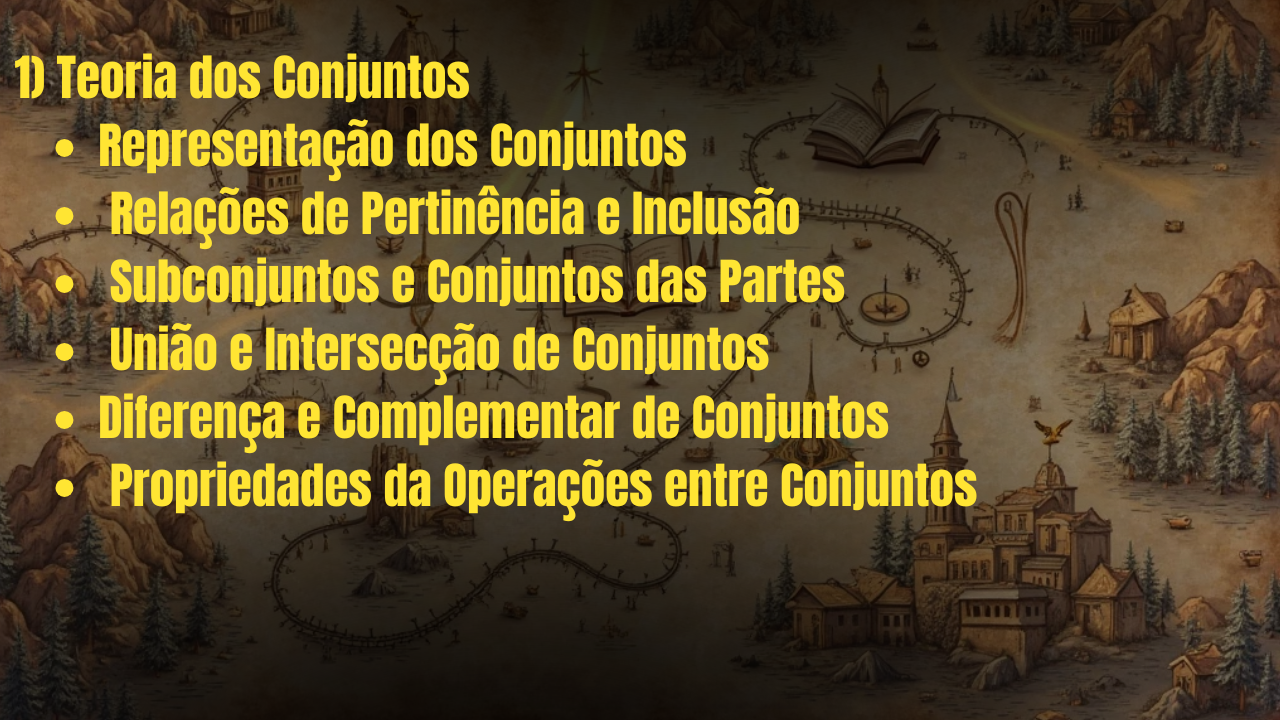 1) Teoria dos Conjuntos
• Representação dos Conjuntos
• Relações de Pertinência e Inclusão
• Subconjuntos e Conjuntos das Partes
• União e Intersecção de Conjuntos
• Diferença e Complementar de Conjuntos
• Propriedades da Operações entre Conjuntos